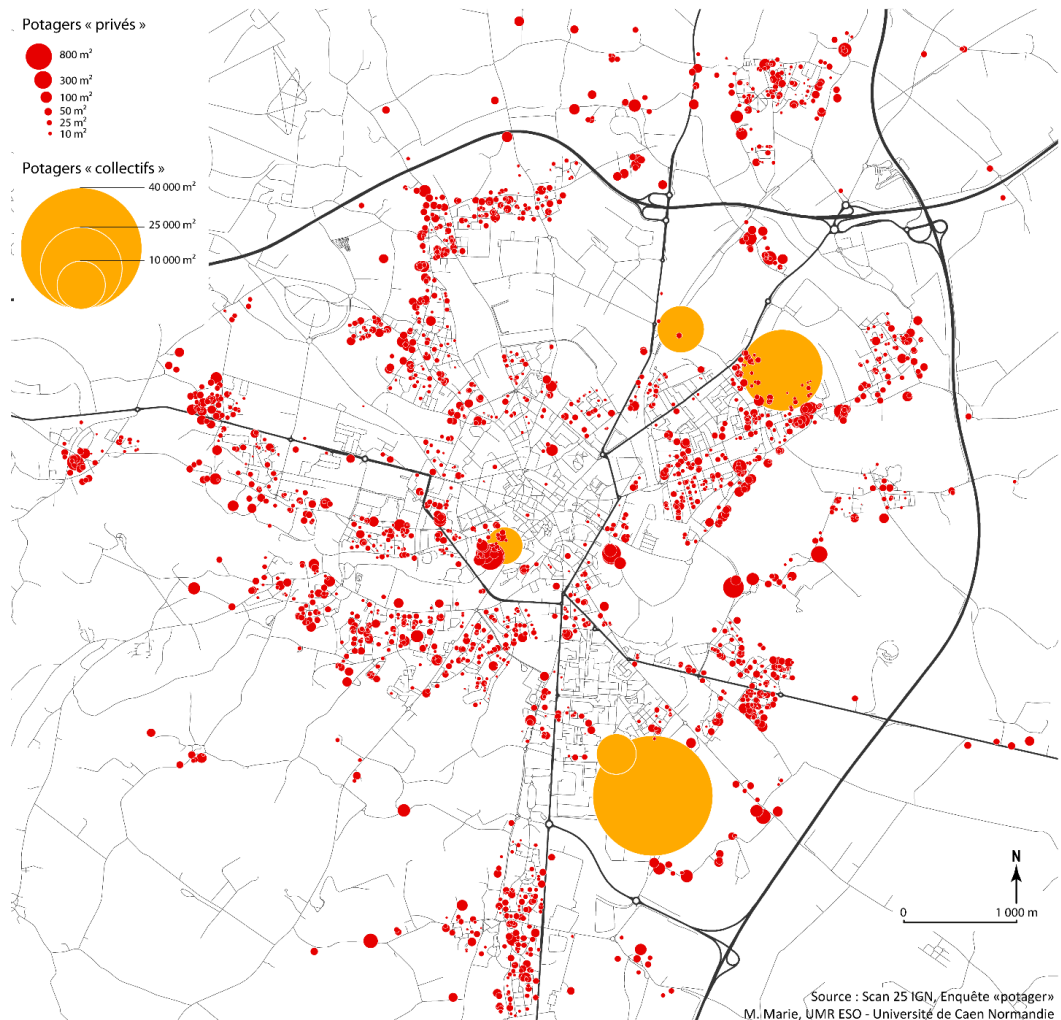 Potagers « privés »
800 m²
300 m²
100 m²
50 m²
25 m²
10 m²
Potagers « collectifs »
40 000 m²
25 000 m²
10 000 m²
N
0 1 000 m
Source : Scan 25 IGN, Enquête «potager»
M. Marie, UMR ESO - Université de Caen Normandie